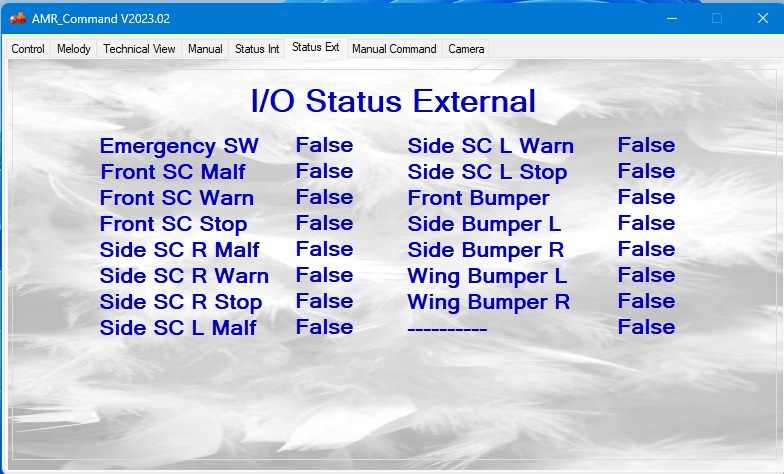 AMR_Command V2023.02
Control Melody Technical View Manual Status Int Status Ext Manual Command Camera
I/O Status External
Emergency SW False Side SC L Warn False
Front SC Malf False Side SC L Stop False
Front SC Warn False Front Bumper False
Front SC Stop False Side Bumper L False
Side SC R Malf False Side Bumper R False
Side SC R Warn False Wing Bumper L False
Side SC R Stop False Wing Bumper R False
Side SC L Malf False ---------- False